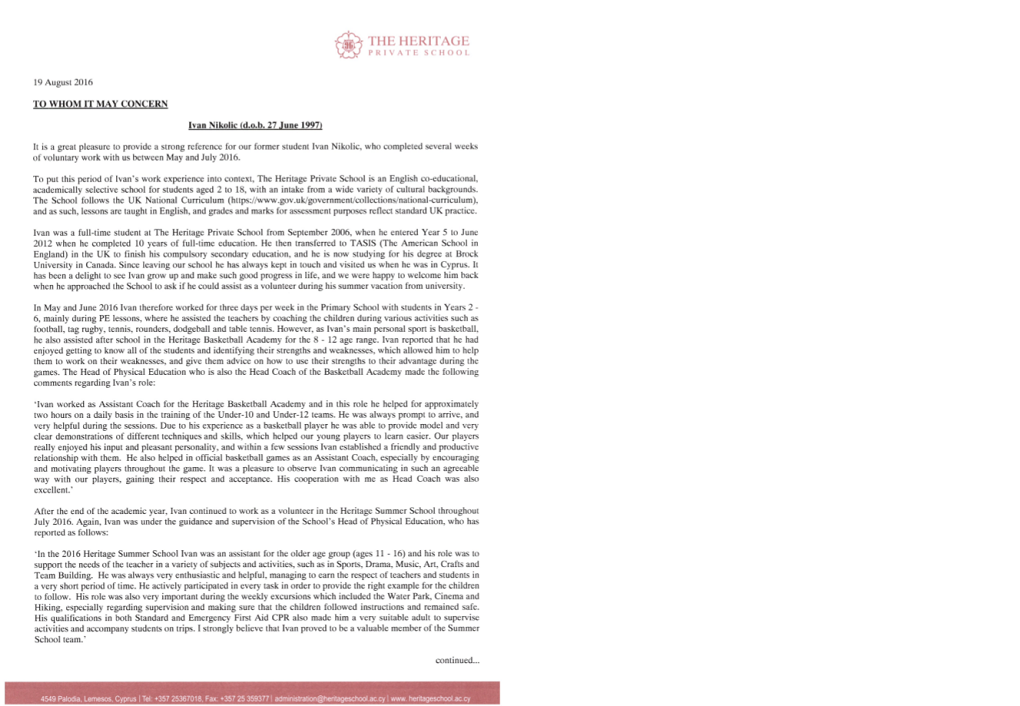 THE HERITAGE
PRIVATE SCHOOL
19 August 2016
TO WHOM IT MAY CONCERN
Ivan Nikolic (d.o.b. 27 June 1997)
It is a great pleasure to provide a strong reference for our former student Ivan Nikolic, who completed several weeks
of voluntary work with us between May and July 2016.
To put this period of Ivan's work experience into context, The Heritage Private School is an English co-educational,
academically selective school for students aged 2 to 18, with an intake from a wide variety of cultural backgrounds.
The School follows the UK National Curriculum (https://www.gov.uk/government/collections/national-curriculum),
and as such, lessons are taught in English, and grades and marks for assessment purposes reflect standard UK practice.
Ivan was a full-time student at The Heritage Private School from September 2006, when he entered Year 5 to June
2012 when he completed 10 years of full-time education. He then transferred to TASIS (The American School in
England) in the UK to finish his compulsory secondary education, and he is now studying for his degree at Brock
University in Canada. Since leaving our school he has always kept in touch and visited us when he was in Cyprus. It
has been a delight to see Ivan grow up and make such good progress in life, and we were happy to welcome him back
when he approached the School to ask if he could assist as a volunteer during his summer vacation from university.
In May and June 2016 Ivan therefore worked for three days per week in the Primary School with students in Years 2 -
6, mainly during PE lessons, where he assisted the teachers by coaching the children during various activities such as
football, tag rugby, tennis, rounders, dodgeball and table tennis. However, as Ivan's main personal sport is basketball,
he also assisted after school in the Heritage Basketball Academy for the 8 - 12 age range. Ivan reported that he had
enjoyed getting to know all of the students and identifying their strengths and weaknesses, which allowed him to help
them to work on their weaknesses, and give them advice on how to use their strengths to their advantage during the
games. The Head of Physical Education who is also the Head Coach of the Basketball Academy made the following
comments regarding Ivan's role:
'Ivan worked as Assistant Coach for the Heritage Basketball Academy and in this role he helped for approximately
two hours on a daily basis in the training of the Under-10 and Under-12 teams. He was always prompt to arrive, and
very helpful during the sessions. Due to his experience as a basketball player he was able to provide model and very
clear demonstrations of different techniques and skills, which helped our young players to learn easier. Our players
really enjoyed his input and pleasant personality, and within a few sessions Ivan established a friendly and productive
relationship with them. He also helped in official basketball games as an Assistant Coach, especially by encouraging
and motivating players throughout the game. It was a pleasure to observe Ivan communicating in such an agreeable
way with our players, gaining their respect and acceptance. His cooperation with me as Head Coach was also
excellent.'
After the end of the academic year, Ivan continued to work as a volunteer in the Heritage Summer School throughout
July 2016. Again, Ivan was under the guidance and supervision of the School's Head of Physical Education, who has
reported as follows:
'In the 2016 Heritage Summer School Ivan was an assistant for the older age group (ages 11 - 16) and his role was to
support the needs of the teacher in a variety of subjects and activities, such as in Sports, Drama, Music, Art, Crafts and
Team Building. He was always very enthusiastic and helpful, managing to earn the respect of teachers and students in
a very short period of time. He actively participated in every task in order to provide the right example for the children
to follow. His role was also very important during the weekly excursions which included the Water Park, Cinema and
Hiking, especially regarding supervision and making sure that the children followed instructions and remained safe.
His qualifications in both Standard and Emergency First Aid CPR also made him a very suitable adult to supervise
activities and accompany students on trips. I strongly believe that Ivan proved to be a valuable member of the Summer
School team.'
continued...
4549 Palodia, Lemesos, Cyprus | Tel: +357 25367018, Fax: +357 25 359377 | administration@heritageschool.ac.cy | www. heritageschool.ac.cy